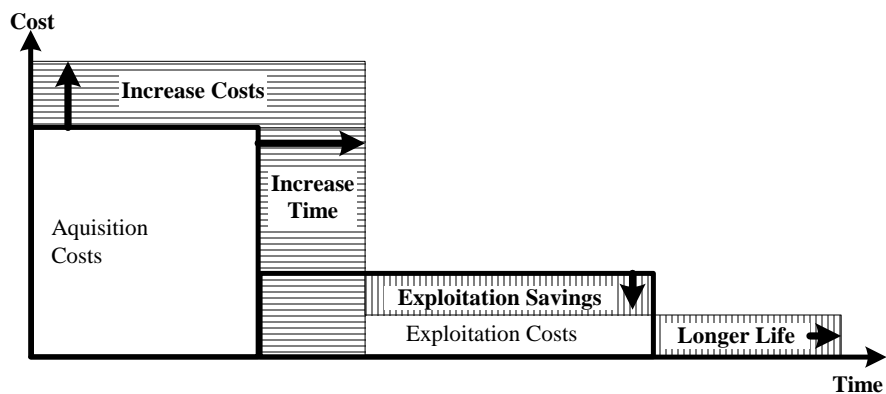 Cost
Increase Costs
Increase
Time
Aquisition
Costs
Exploitation Savings
Exploitation Costs
Longer Life
Time